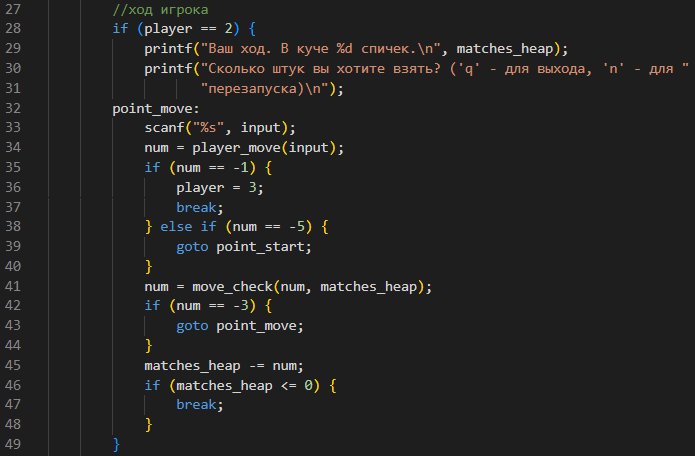 27 //ход игрока
28 if (player == 2) {
29 printf("Ваш ход. В куче %d спичек.\n", matches_heap);
30 printf("Сколько штук вы хотите взять? ('q' - для выхода, 'n' - для "
31 "перезапуска)\n");
32 point_move:
33 scanf("%s", input);
34 num = player_move(input);
35 if (num == -1) {
36 player = 3;
37 break;
38 } else if (num == -5) {
39 goto point_start;
40 }
41 num = move_check(num, matches_heap);
42 if (num == -3) {
43 goto point_move;
44 }
45 matches_heap -= num;
46 if (matches_heap <= 0) {
47 break;
48 }
49 }